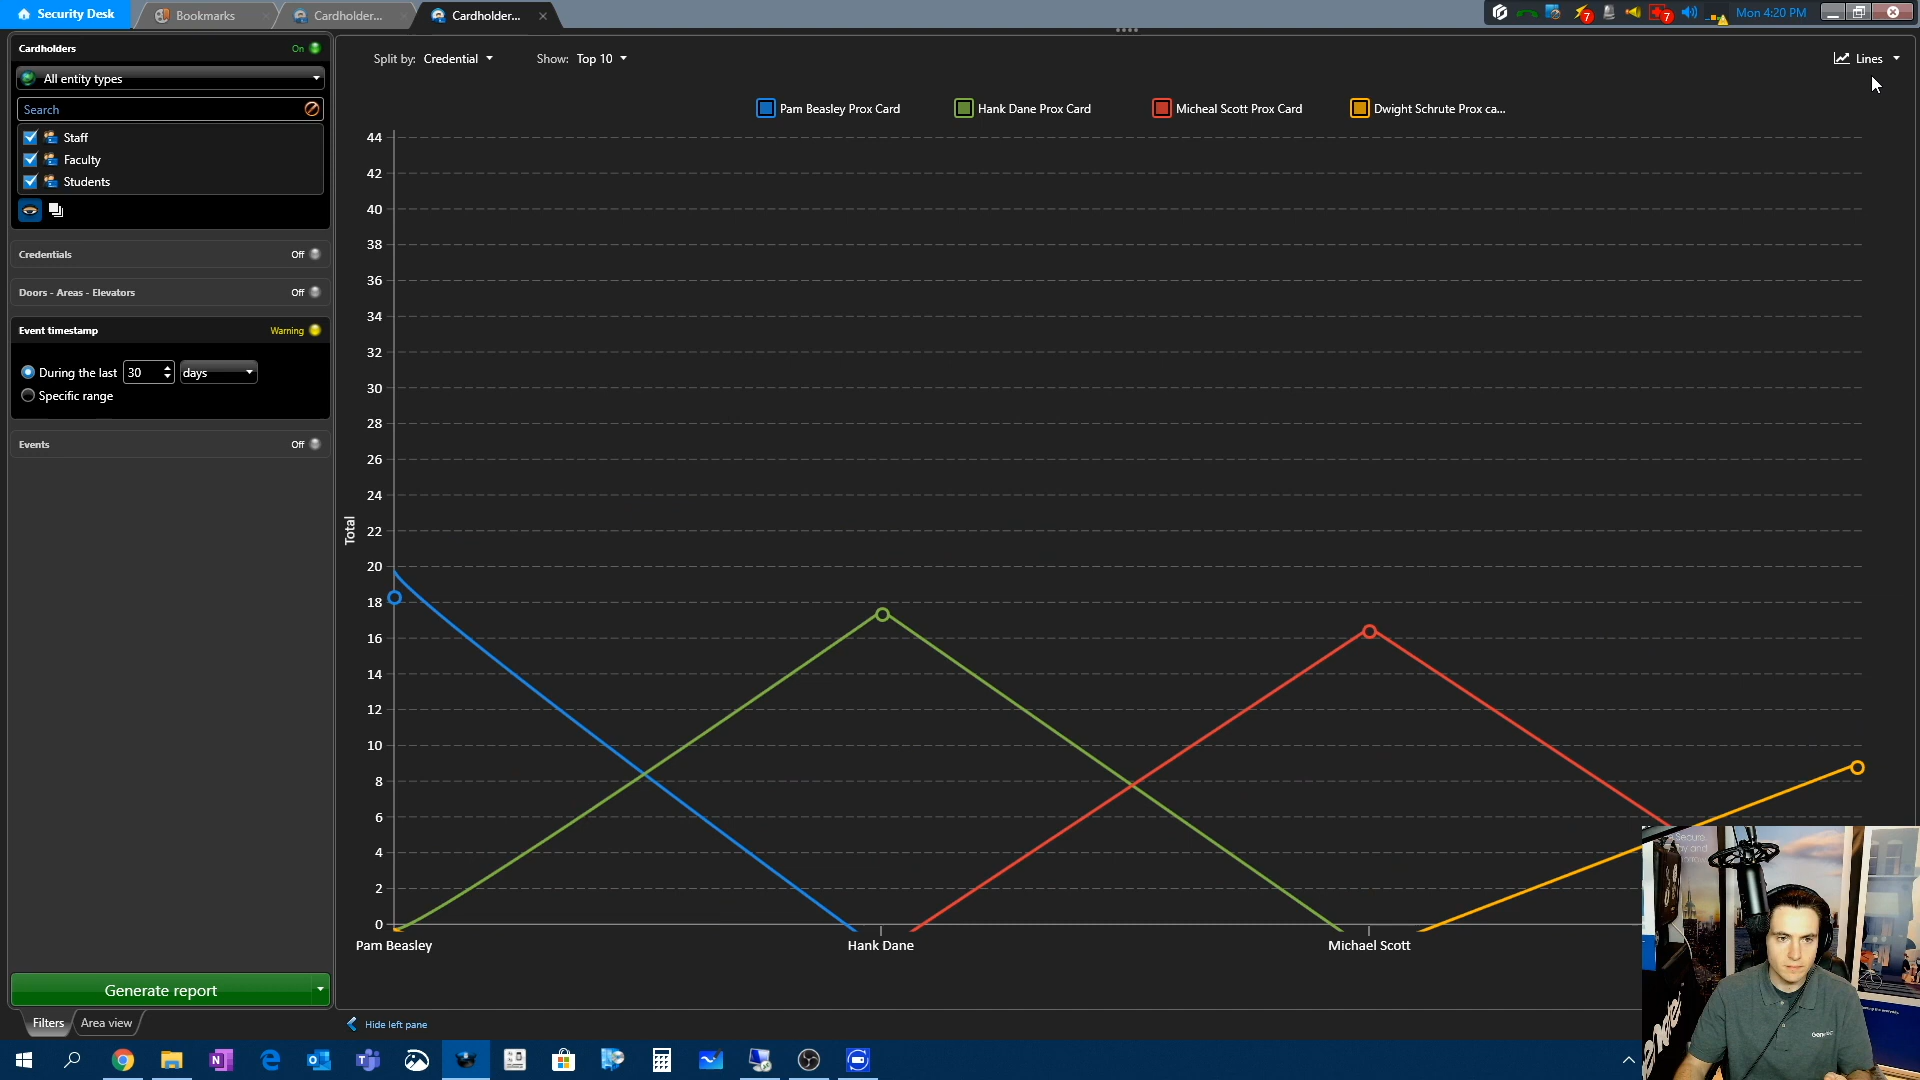 Security Desk
Bookmarks
Cardholder...
Cardholder...
7
7
Mon 4:20 PM
Cardholders
On
All entity types
Search
Staff
Faculty
Students
Credentials
Off
Doors - Areas - Elevators
Off
Event timestamp
Warning
During the last
30
days
Specific range
Events
Off
Generate report
Filters
Area view
Split by:
Credential
Show:
Top 10
Lines
Pam Beasley Prox Card
Hank Dane Prox Card
Micheal Scott Prox Card
Dwight Schrute Prox ca...
Total
44
42
40
38
36
34
32
30
28
26
24
22
20
18
16
14
12
10
8
6
4
2
0
Pam Beasley
Hank Dane
Michael Scott
Hide left pane